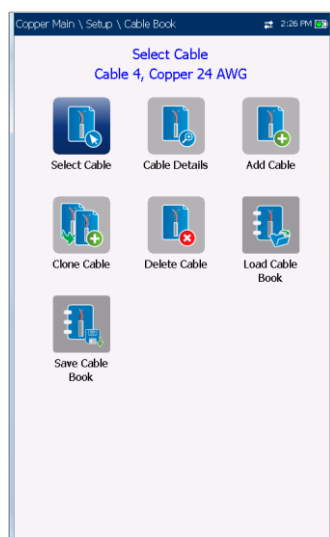 Copper Main \ Setup \ Cable Book 2:26 PM
Select Cable
Cable 4, Copper 24 AWG
Select Cable Cable Details Add Cable
Clone Cable Delete Cable Load Cable
Book
Save Cable
Book